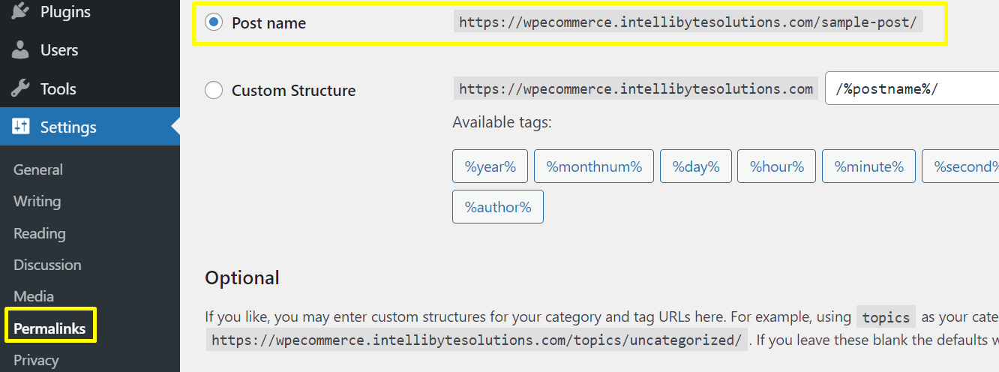 Plugins
Users
Tools
Settings
General
Writing
Reading
Discussion
Media
Permalinks
Privacy
Post name https://wpecommerce.intellibytesolutions.com/sample-post/
Custom Structure https://wpecommerce.intellibytesolutions.com /%postname%/
Available tags:
%year% %monthnum% %day% %hour% %minute% %second%
%author%
Optional
If you like, you may enter custom structures for your category and tag URLs here. For example, using topics as your cate
https://wpecommerce.intellibytesolutions.com/topics/uncategorized/ . If you leave these blank the defaults w